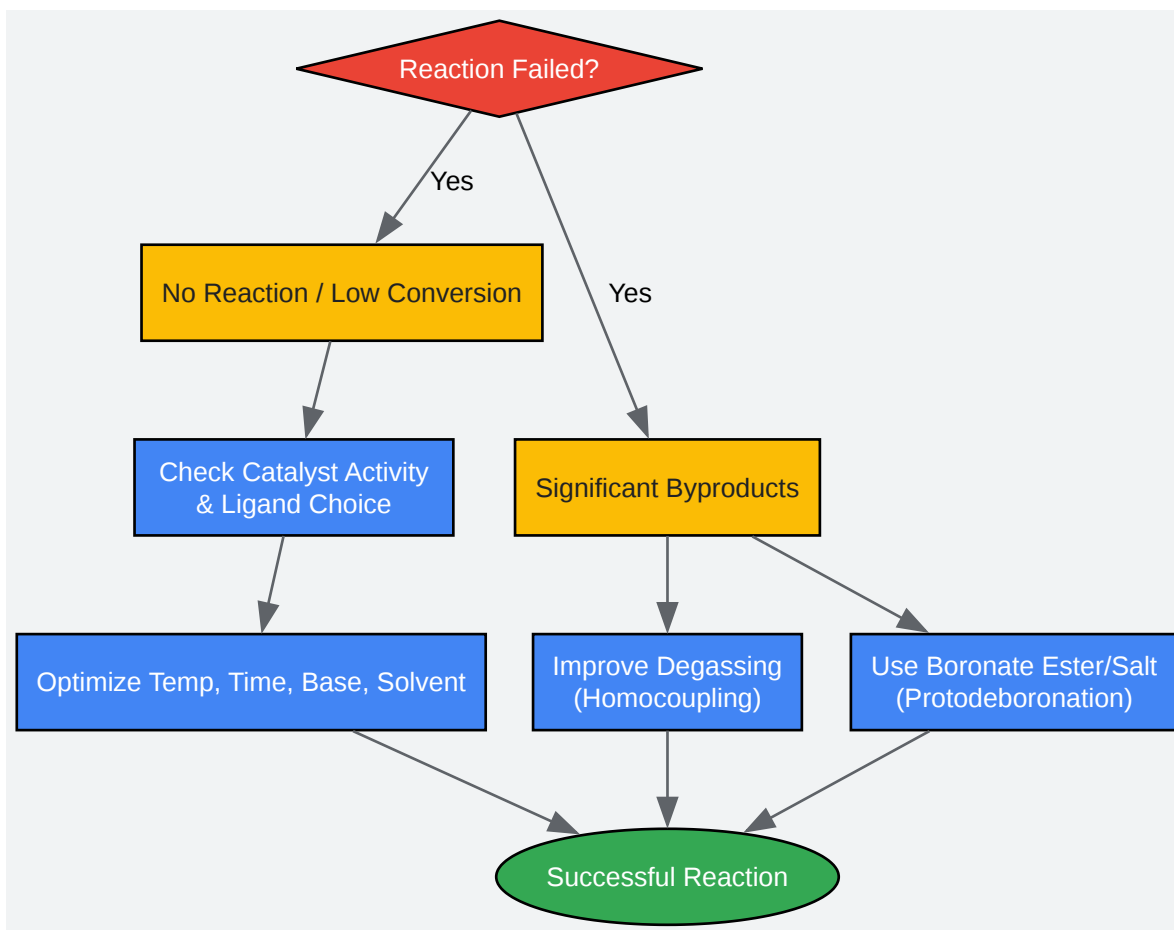 Reaction Failed?
Yes
No Reaction / Low Conversion
Yes
Check Catalyst Activity
& Ligand Choice
Significant Byproducts
Optimize Temp, Time, Base, Solvent
Improve Degassing
(Homocoupling)
Use Boronate Ester/Salt
(Protodeboronation)
Successful Reaction